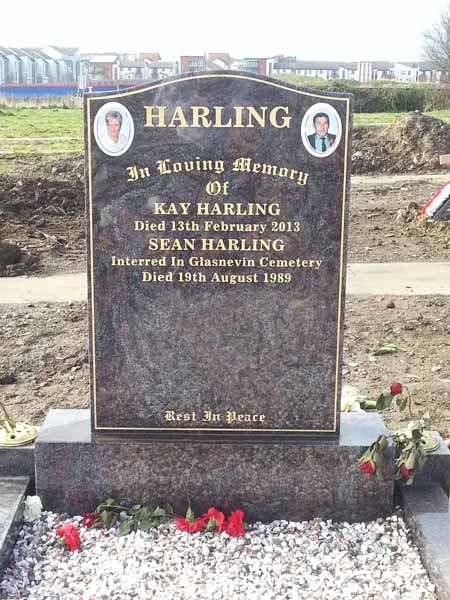 HARLING
In Loving Memory
Of
KAY HARLING
Died 13th February 2013
SEAN HARLING
Interred In Glasnevin Cemetery
Died 19th August 1989
Rest In Peace